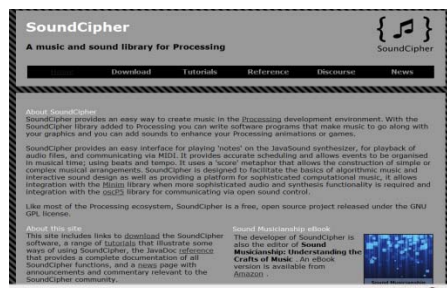 SoundCipher
A music and sound library for Processing
SoundCipher
Home Download Tutorials Reference Discourse News
About SoundCipher
SoundCipher provides an easy way to create music in the Processing development environment. With the
SoundCipher library added to Processing you can write software programs that make music to go along with
your graphics and you can add sounds to enhance your Processing animations or games.
SoundCipher provides an easy interface for playing 'notes' on the JavaSound synthesizer, for playback of
audio files, and communicating via MIDI. It provides accurate scheduling and allows events to be organised
in musical time; using beats and tempo. It uses a 'score' metaphor that allows the construction of simple or
complex musical arrangements. SoundCipher is designed to facilitate the basics of algorithmic music and
interactive sound design as well as providing a platform for sophisticated computational music, it allows
integration with the Minim library when more sophisticated audio and synthesis functionality is required and
integration with the oscP5 library for communicating via open sound control.
Like most of the Processing ecosystem, SoundCipher is a free, open source project released under the GNU
GPL license.
About this site
This site includes links to download the SoundCipher
software, a range of tutorials that illustrate some
ways of using SoundCipher, the JavaDoc reference
that provides a complete documentation of all
SoundCipher functions, and a news page with
announcements and commentary relevant to the
SoundCipher community.
Sound Musicianship eBook
The developer of SoundCipher is
also the editor of Sound
Musicianship: Understanding the
Crafts of Music . An eBook
version is available from
Amazon .
Sound Musicianship